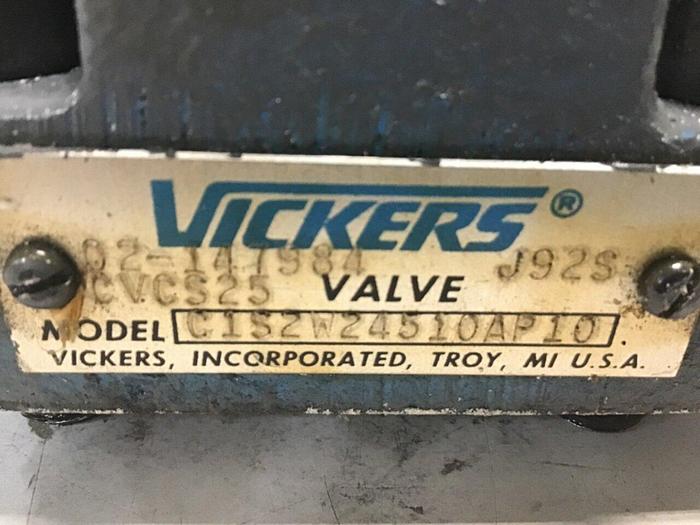 VICKERS®
02-147984 J92S
CVCS25 VALVE
MODEL C1S2W24510AP10.
VICKERS, INCORPORATED, TROY, MI U.S.A.